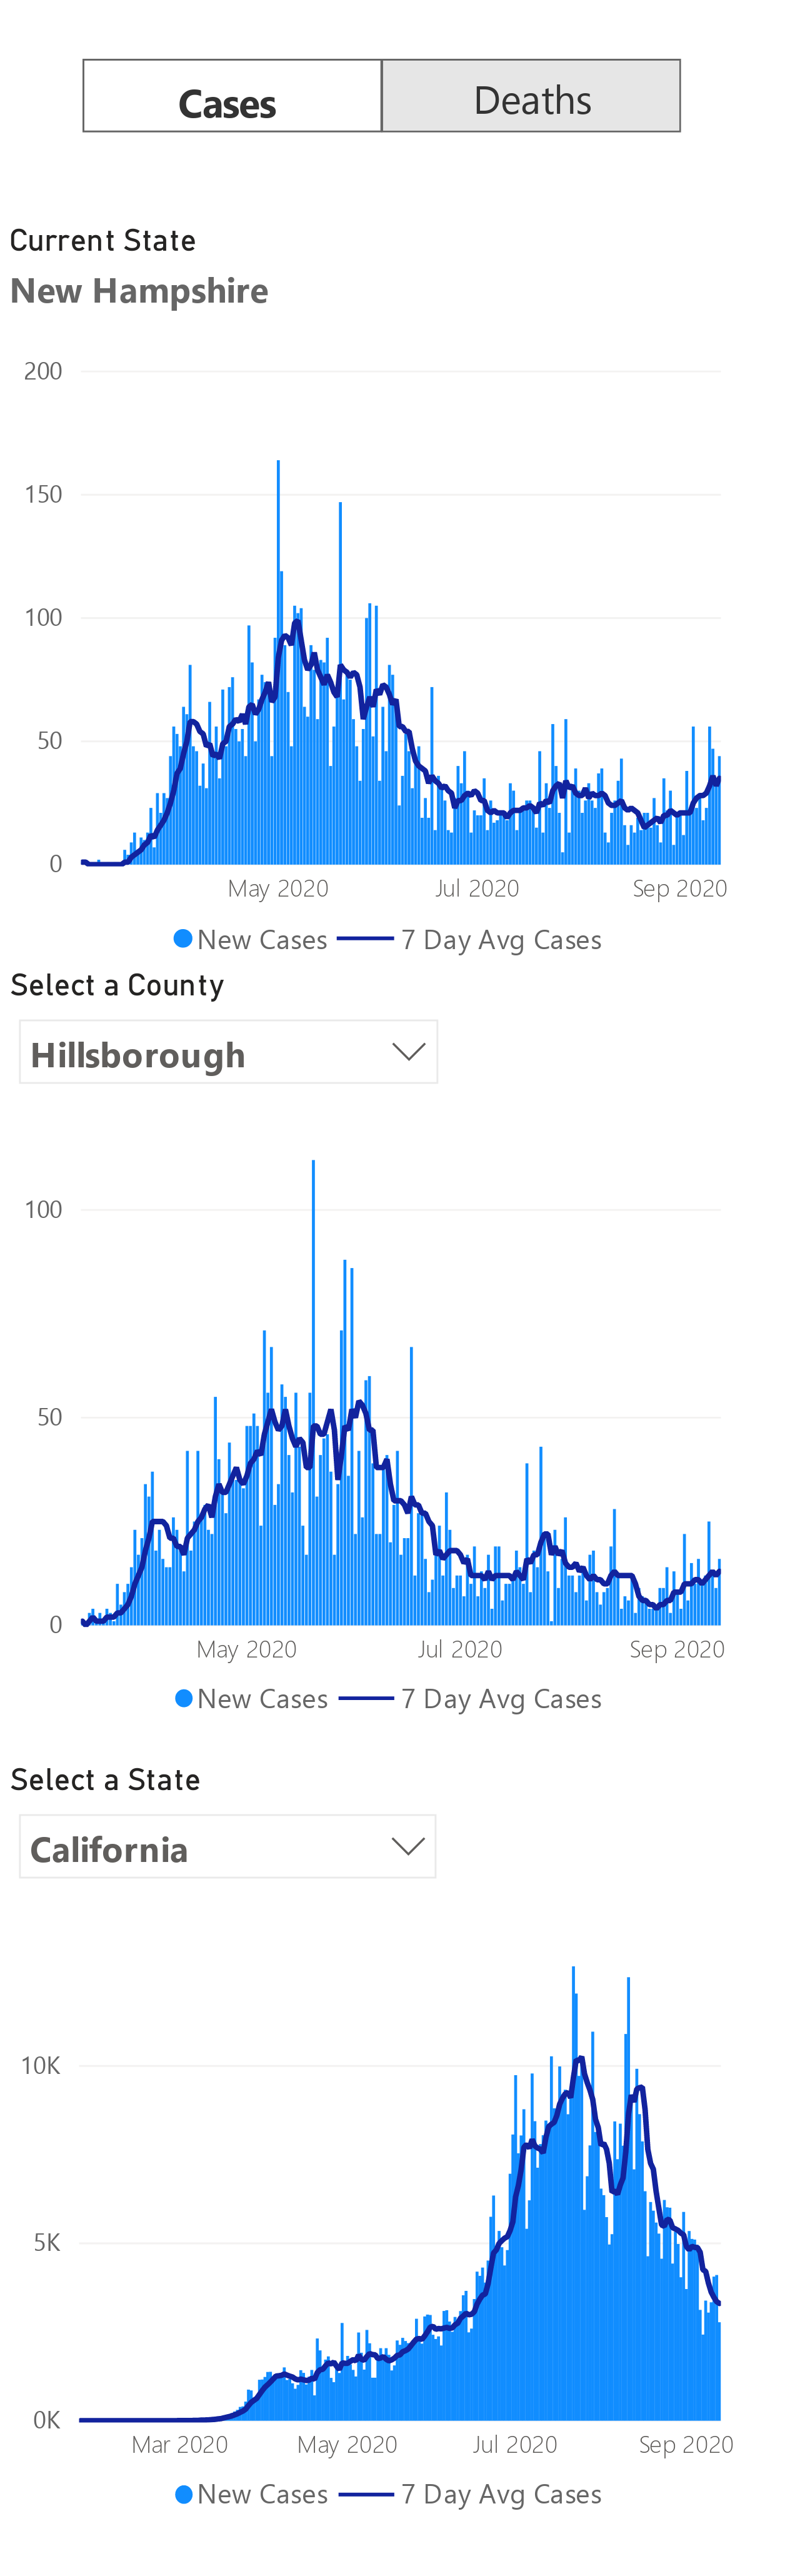 Cases Deaths
Current State
New Hampshire
200
150
100
50
0
May 2020 Jul 2020 Sep 2020
New Cases 7 Day Avg Cases
Select a County
Hillsborough
100
50
0
May 2020 Jul 2020 Sep 2020
New Cases 7 Day Avg Cases
Select a State
California
10K
5K
0K
Mar 2020 May 2020 Jul 2020 Sep 2020
New Cases 7 Day Avg Cases